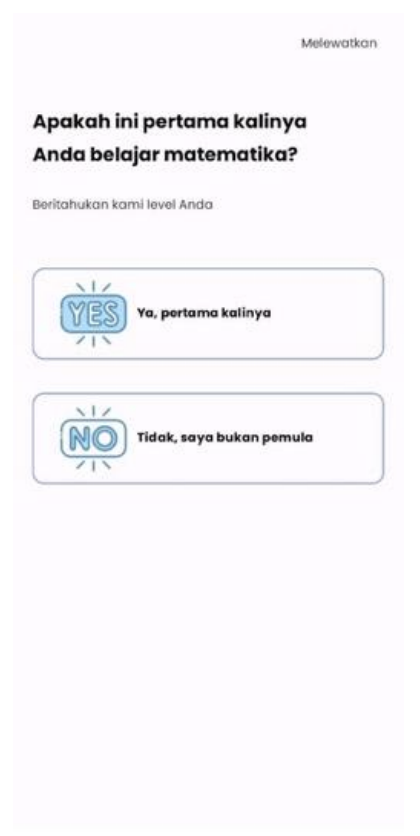 Melewatkan
Apakah ini pertama kalinya
Anda belajar matematika?
Beritahukan kami level Anda
YES
Ya, pertama kalinya
NO
Tidak, saya bukan pemula